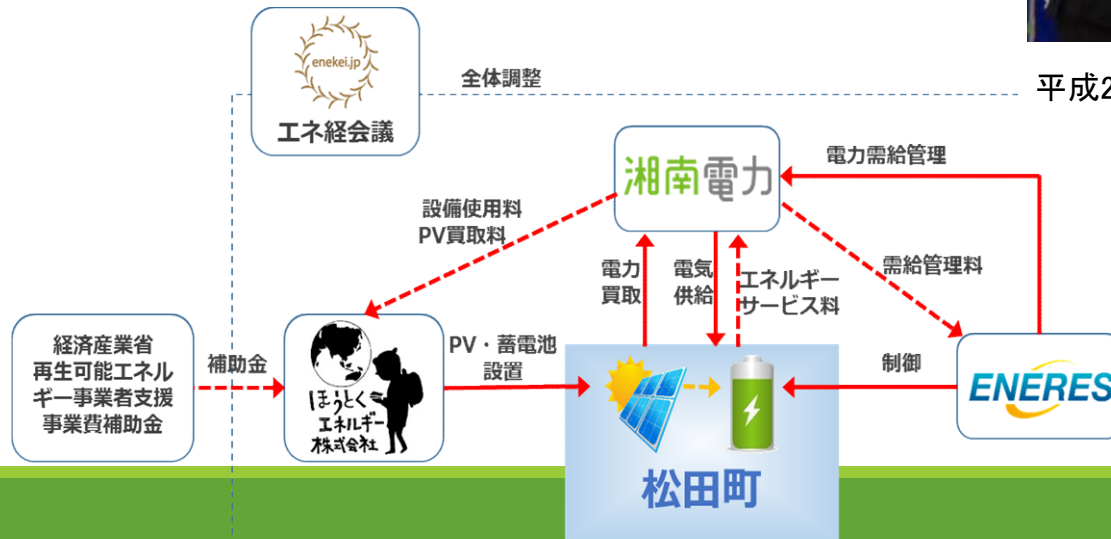 enekei.jp
エネ経会議
全体調整
平成2
湘南電力
電力需給管理
設備使用料
PV買取料
電力
買取
電気
供給
エネルギー
サービス料
需給管理料
経済産業省
再生可能エネル
ギー事業者支援
事業費補助金
補助金
ほうとく
エネルギー
株式会社
PV・蓄電池
設置
制御
ENERES
松田町